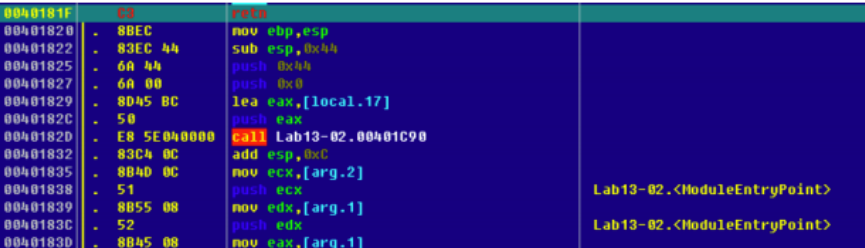 0040181F C3 retn
00401820 . 8BEC mov ebp,esp
00401822 . 83EC 44 sub esp,0x44
00401825 . 6A 44 push 0x44
00401827 . 6A 00 push 0x0
00401829 . 8D45 BC lea eax,[local.17]
0040182C . 50 push eax
0040182D . E8 5E040000 call Lab13-02.00401C90
00401832 . 83C4 0C add esp,0xC
00401835 . 8B4D 0C mov ecx,[arg.2]
00401838 . 51 push ecx Lab13-02.<ModuleEntryPoint>
00401839 . 8B55 08 mov edx,[arg.1]
0040183C . 52 push edx Lab13-02.<ModuleEntryPoint>
0040183D . 8B45 08 mov eax,[arg.1]